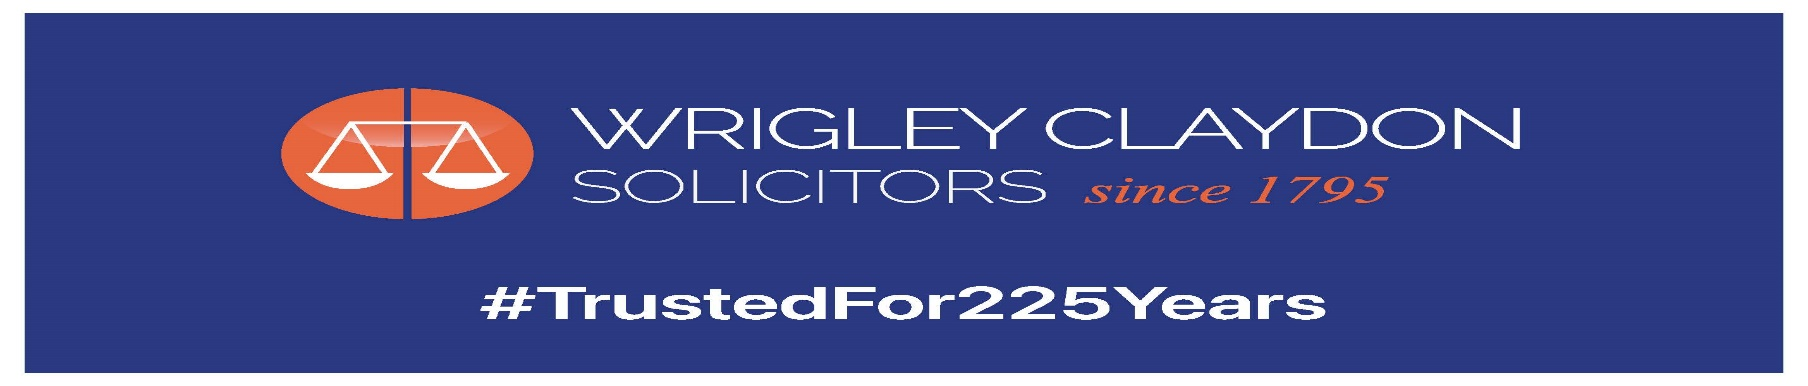 WRIGLEY CLAYDON
SOLICITORS since 1795
#TrustedFor225Years